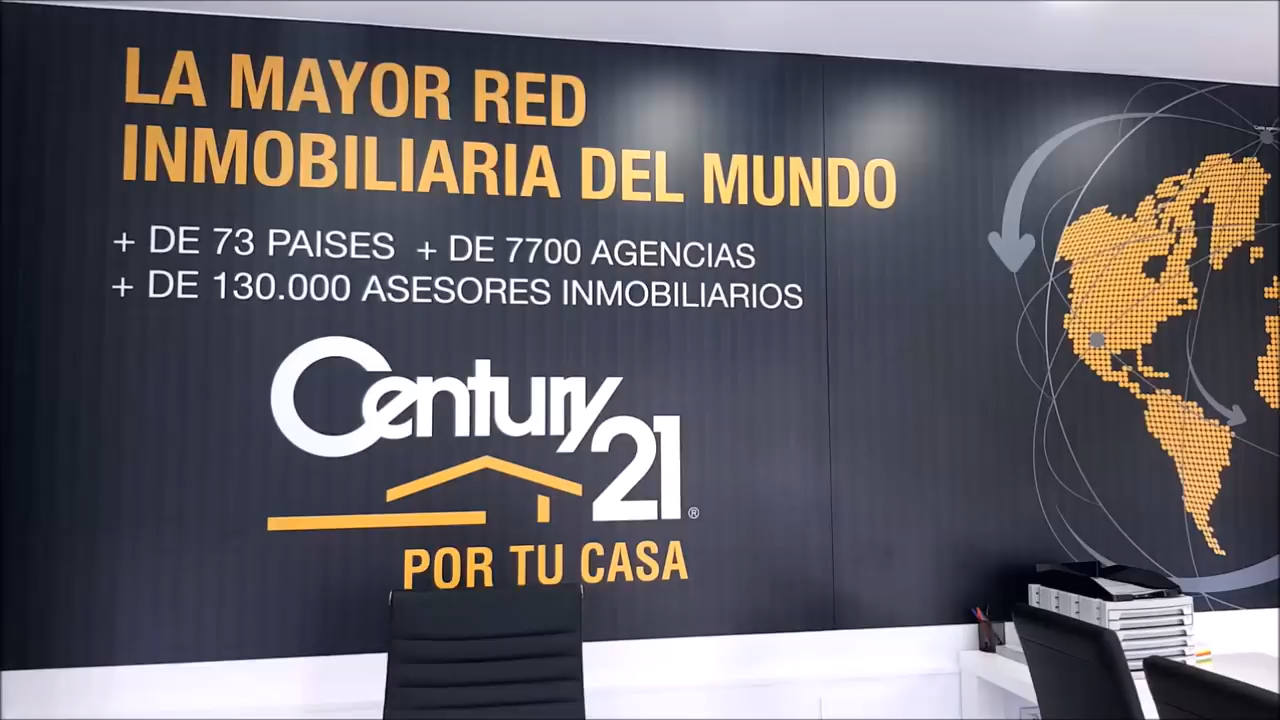 LA MAYOR RED
INMOBILIARIA DEL MUNDO
+ DE 73 PAISES + DE 7700 AGENCIAS
+ DE 130.000 ASESORES INMOBILIARIOS
Century
21®
POR TU CASA